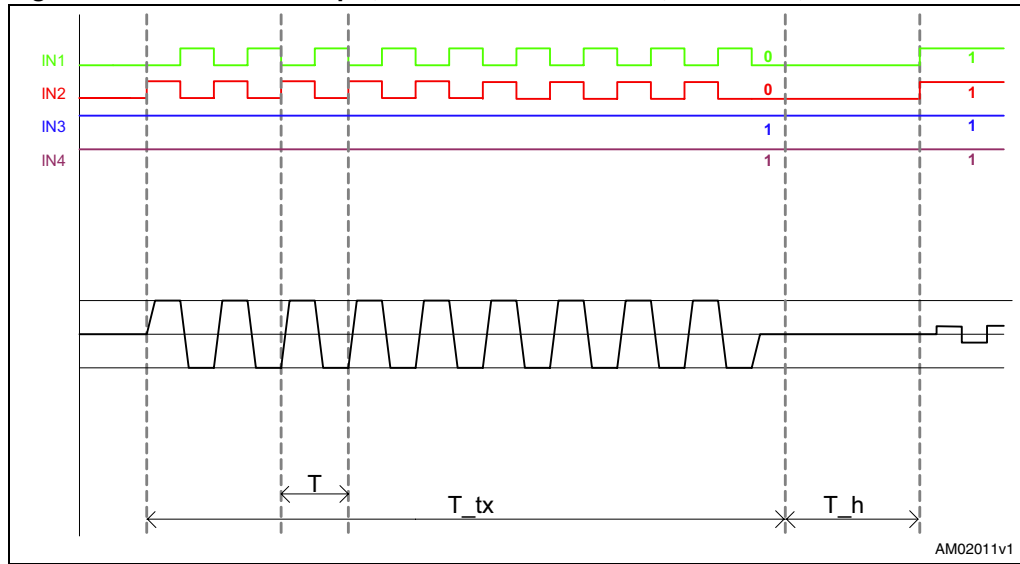 IN1 0 1
IN2 0 1
IN3 1 1
IN4 1 1
T
T_tx T_h
AM02011v1